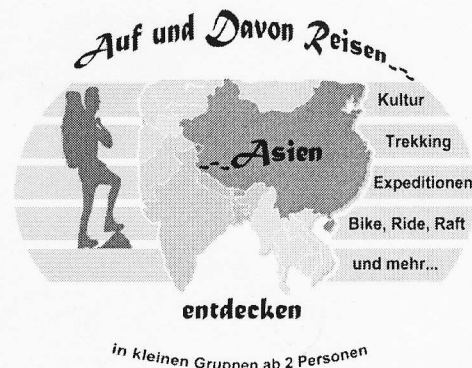 Auf und Davon Reisen...
Kultur
Trekking
...Asien
Expeditionen
Bike, Ride, Raft
und mehr...
entdecken
in kleinen Gruppen ab 2 Personen